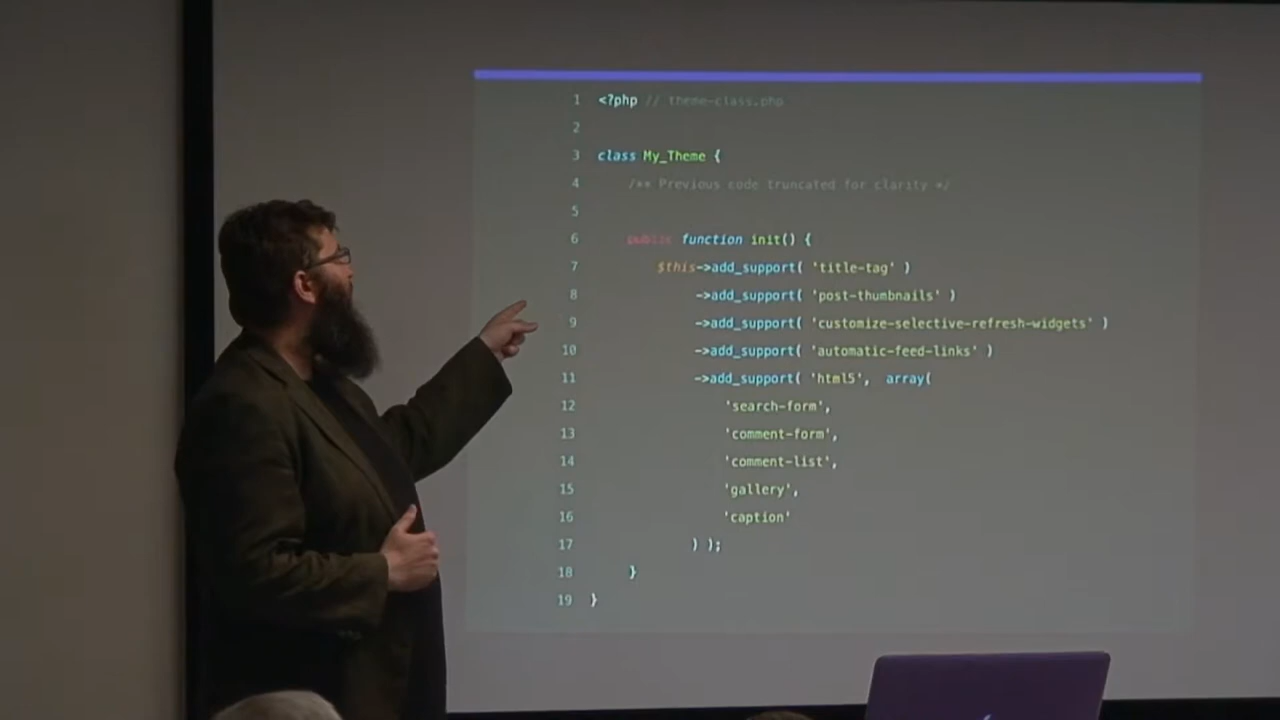 1 <?php // theme-class.php
2
3 class My_Theme {
4 /** Previous code truncated for clarity */
5
6 public function init() {
7 $this->add_support( 'title-tag' )
8 ->add_support( 'post-thumbnails' )
9 ->add_support( 'customize-selective-refresh-widgets' )
10 ->add_support( 'automatic-feed-links' )
11 ->add_support( 'html5', array(
12 'search-form',
13 'comment-form',
14 'comment-list',
15 'gallery',
16 'caption'
17 ) );
18 }
19 }